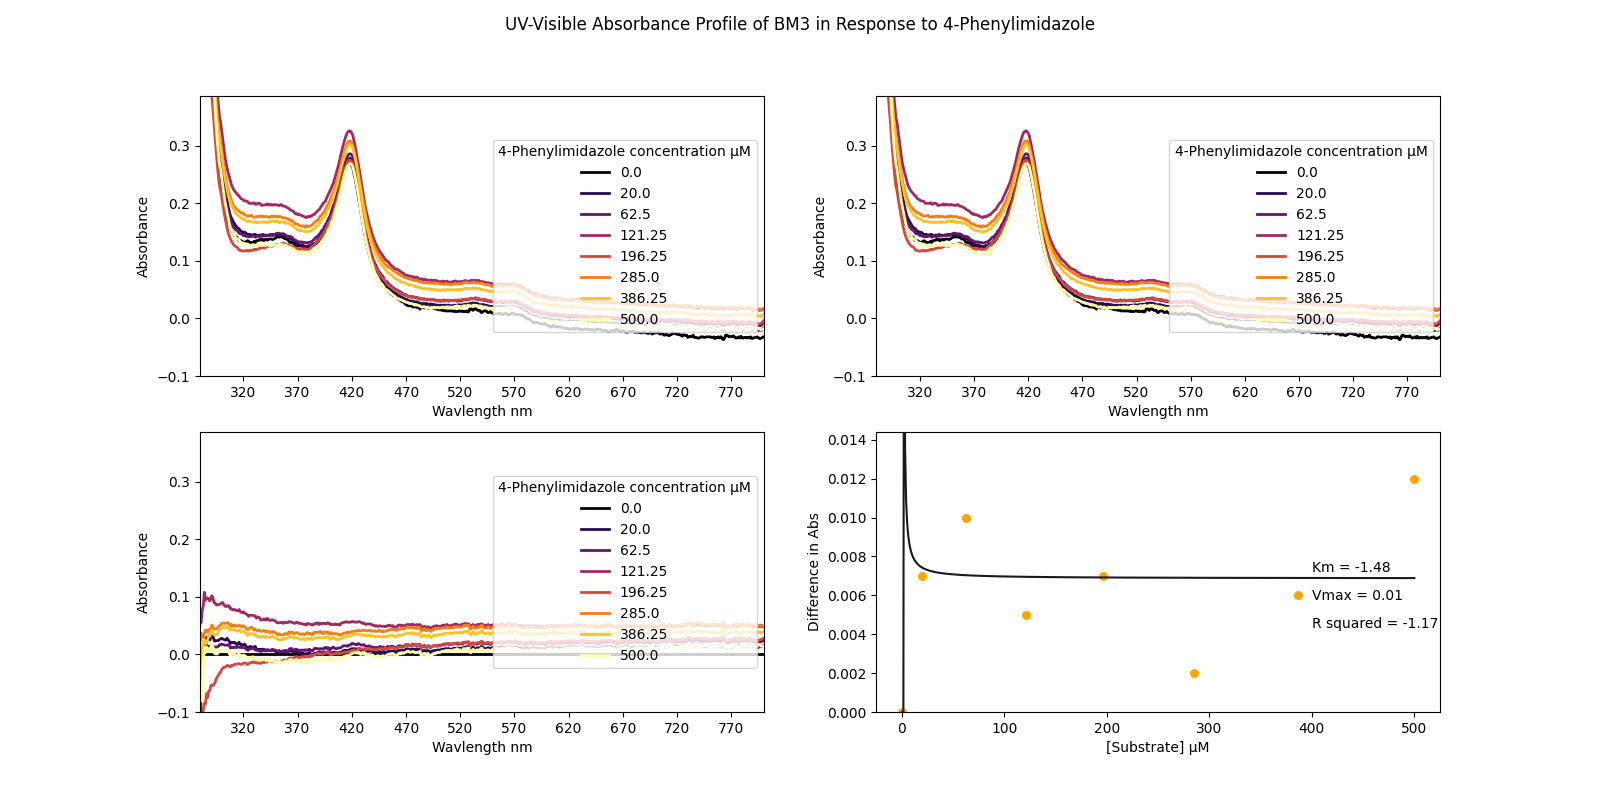 UV-Visible Absorbance Profile of BM3 in Response to 4-Phenylimidazole
Absorbance
0.3
0.2
0.1
0.0
−0.1
320 370 420 470 520 570 620 670 720 770
Wavlength nm
4-Phenylimidazole concentration μM
0.0
20.0
62.5
121.25
196.25
285.0
386.25
500.0
Absorbance
0.3
0.2
0.1
0.0
−0.1
320 370 420 470 520 570 620 670 720 770
Wavlength nm
4-Phenylimidazole concentration μM
0.0
20.0
62.5
121.25
196.25
285.0
386.25
500.0
Absorbance
0.3
0.2
0.1
0.0
−0.1
320 370 420 470 520 570 620 670 720 770
Wavlength nm
4-Phenylimidazole concentration μM
0.0
20.0
62.5
121.25
196.25
285.0
386.25
500.0
Difference in Abs
0.014
0.012
0.010
0.008
0.006
0.004
0.002
0.000
0 100 200 300 400 500
[Substrate] μM
Km = -1.48
Vmax = 0.01
R squared = -1.17